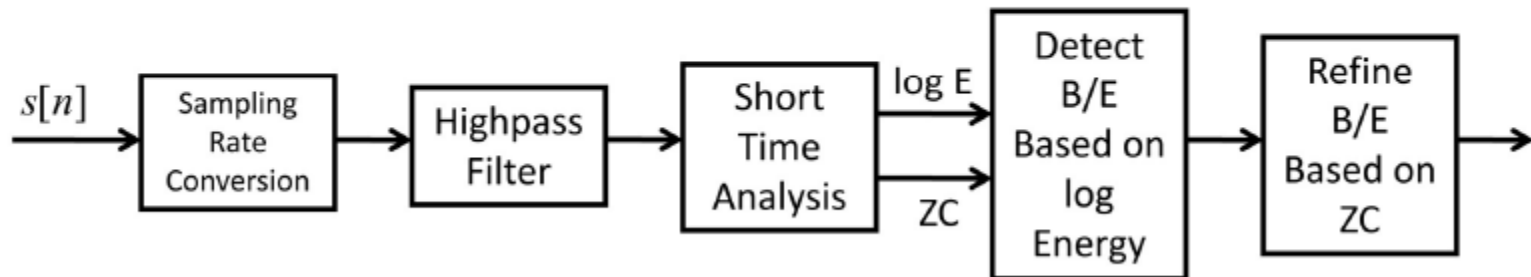 s[n]
Sampling
Rate
Conversion
Highpass
Filter
Short
Time
Analysis
log E
ZC
Detect
B/E
Based on
log
Energy
Refine
B/E
Based on
ZC